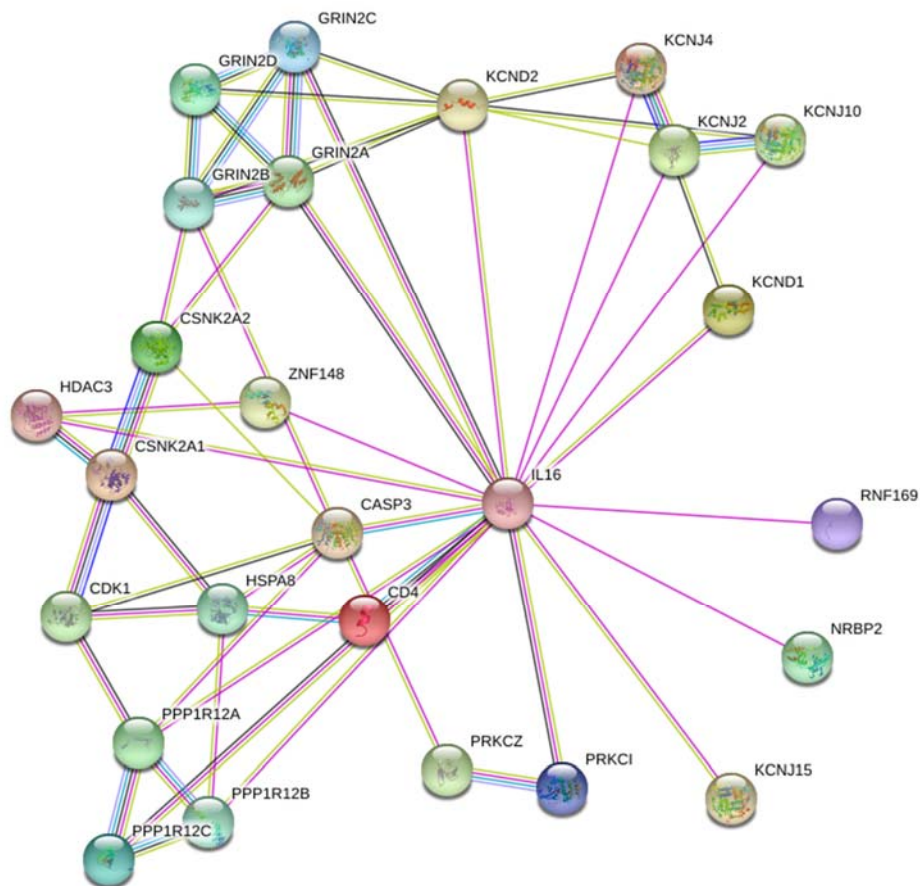 GRIN2C
GRIN2D
KCNJ4
KCND2
KCNJ2
KCNJ10
GRIN2A
GRIN2B
KCND1
CSNK2A2
ZNF148
HDAC3
CSNK2A1
IL16
CASP3
RNF169
CDK1
HSPA8
CD4
NRBP2
PPP1R12A
PRKCZ
PRKCI
KCNJ15
PPP1R12B
PPP1R12C